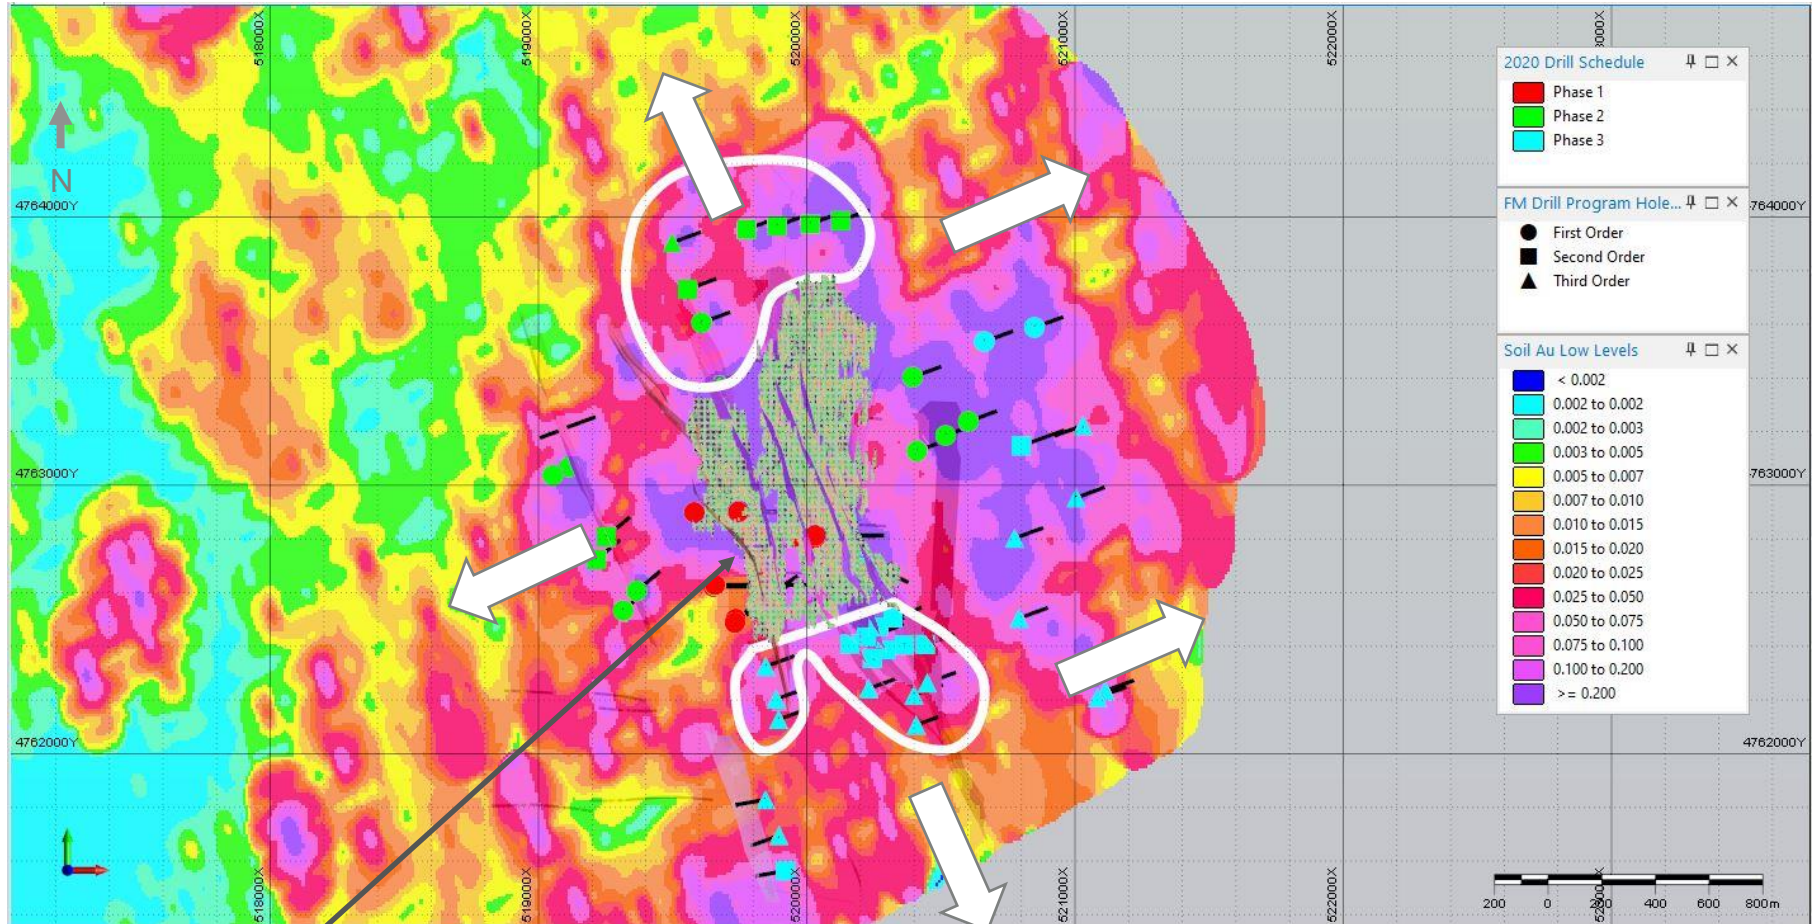 518000X
519000X
520000X
521000X
522000X
N
4764000Y
4763000Y
4762000Y
4762000Y
2020 Drill Schedule
Phase 1
Phase 2
Phase 3
FM Drill Program Hole...
First Order
Second Order
Third Order
Soil Au Low Levels
< 0.002
0.002 to 0.002
0.002 to 0.003
0.003 to 0.005
0.005 to 0.007
0.007 to 0.010
0.010 to 0.015
0.015 to 0.020
0.020 to 0.025
0.025 to 0.050
0.050 to 0.075
0.075 to 0.100
0.100 to 0.200
>= 0.200
518000X
519000X
520000X
521000X
522000X
200 0 200 400 600 800m